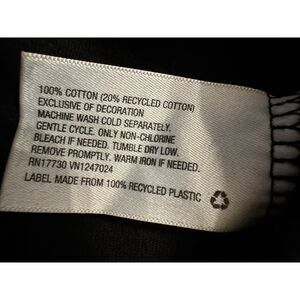 100% COTTON (20% RECYCLED COTTON)
EXCLUSIVE OF DECORATION
MACHINE WASH COLD SEPARATELY.
GENTLE CYCLE. ONLY NON-CHLORINE
BLEACH IF NEEDED. TUMBLE DRY LOW.
REMOVE PROMPTLY. WARM IRON IF NEEDED.
RN17730 VN1247024
LABEL MADE FROM 100% RECYCLED PLASTIC